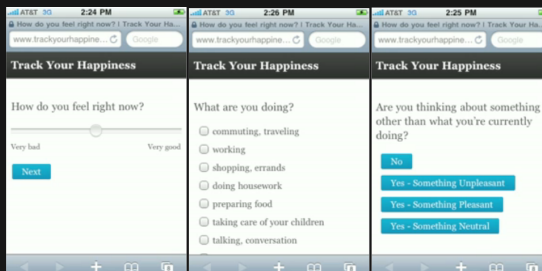 AT&T 3G 2:24 PM
How do you feel right now? | Track Your Ha...
www.trackyourhappine... Google
Track Your Happiness
How do you feel right now?
Very bad Very good
Next
AT&T 3G 2:26 PM
How do you feel right now? | Track Your Ha...
www.trackyourhappine... Google
Track Your Happiness
What are you doing?
commuting, traveling
working
shopping, errands
doing housework
preparing food
taking care of your children
talking, conversation
AT&T 3G 2:25 PM
How do you feel right now? | Track Your Ha...
www.trackyourhappine... Google
Track Your Happiness
Are you thinking about something
other than what you're currently
doing?
No
Yes - Something Unpleasant
Yes - Something Pleasant
Yes - Something Neutral